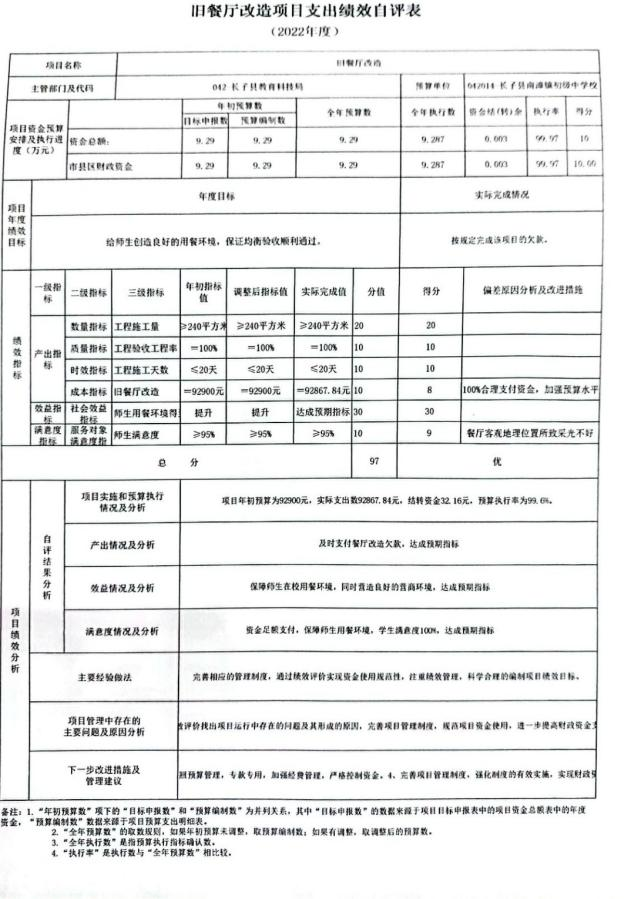 旧餐厅改造项目支出绩效自评表
(2022年度)
项目名称 旧餐厅改造
主管部门及代码 042 长子县教育科技局 预算单位 042014 长子县南漳镇初级中学校
项目资金预算安排及执行进度(万元) 年初预算数 全年预算数 全年执行数 资金结(转)余 执行率 得分
目标申报数 预算编制数
资金总额: 9.29 9.29 9.29 9.287 0.003 99.97 10
市县区财政资金 9.29 9.29 9.29 9.287 0.003 99.97 10.00
项目年度绩效目标 年度目标 实际完成情况
给师生创造良好的用餐环境,保证均衡验收顺利通过。 按规定完成该项目的欠款。
绩效指标 一级指标 二级指标 三级指标 年初指标值 调整后指标值 实际完成值 分值 得分 偏差原因分析及改进措施
产出指标 数量指标 工程施工量 ≥240平方米 ≥240平方米 ≥240平方米 20 20
质量指标 工程验收工程率 =100% =100% =100% 10 10
时效指标 工程施工天数 ≤20天 ≤20天 ≤20天 10 10
成本指标 旧餐厅改造 =92900元 =92900元 =92867.84元 10 8 100%合理支付资金,加强预算水平
效益指标 社会效益指标 师生用餐环境得 提升 提升 达成预期指标 30 30
满意度指标 服务对象满意度指 师生满意度 ≥95% ≥95% ≥95% 10 9 餐厅客观地理位置所致采光不好
总 分 97 优
项目绩效分析 自评结果分析 项目实施和预算执行情况及分析 项目年初预算为92900元,实际支出数92867.84元,结转资金32.16元,预算执行率为99.6%。
产出情况及分析 及时支付餐厅改造欠款,达成预期指标
效益情况及分析 保障师生在校用餐环境,同时营造良好的营商环境,达成预期指标
满意度情况及分析 资金足额支付,保障师生用餐环境,学生满意度100%,达成预期指标
主要经验做法 完善相应的管理制度,通过绩效评价实现资金使用规范性,注重绩效管理,科学合理的编制项目绩效目标。
项目管理中存在的主要问题及原因分析 评价找出项目运行中存在的问题及其形成的原因,完善项目管理制度,规范项目资金使用,进一步提高财政资金支
下一步改进措施及管理建议 照预算管理,专款专用,加强经费管理,严格控制资金。4、完善项目管理制度,强化制度的有效实施,实现财政
备注:1.“年初预算数”项下的“目标申报数”和“预算编制数”为并列关系,其中“目标申报数”的数据来源于项目目标申报表中的项目资金总额表中的年度
资金,“预算编制数”数据来源于项目预算支出明细表。
2.“全年预算数”的取数规则,如果年初预算未调整,取预算编制数;如果有调整,取调整后的预算数。
3.“全年执行数”是指预算执行指标确认数。
4.“执行率”是执行数与“全年预算数”相比较。